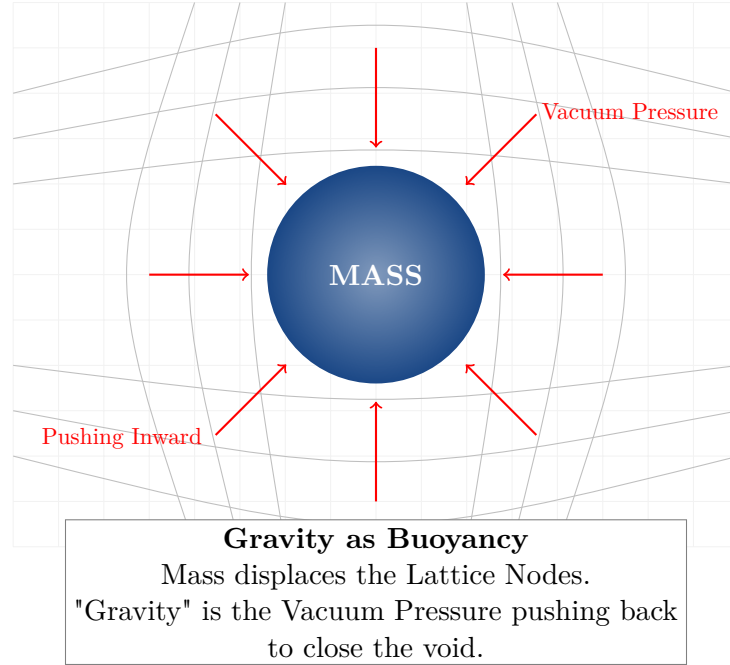 Vacuum Pressure
MASS
Pushing Inward
Gravity as Buoyancy
Mass displaces the Lattice Nodes.
"Gravity" is the Vacuum Pressure pushing back
to close the void.